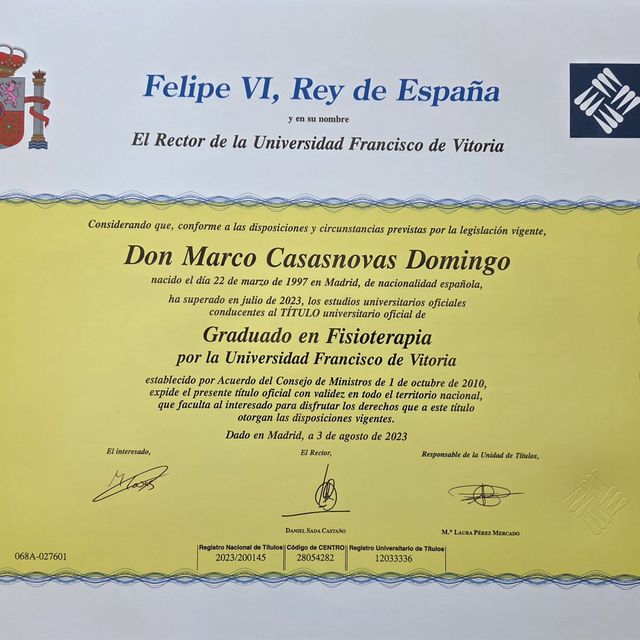 Felipe VI, Rey de España
y en su nombre
El Rector de la Universidad Francisco de Vitoria
Considerando que, conforme a las disposiciones y circunstancias previstas por la legislación vigente,
Don Marco Casasnovas Domingo
nacido el día 22 de marzo de 1997 en Madrid, de nacionalidad española,
ha superado en julio de 2023, los estudios universitarios oficiales
conducentes al TÍTULO universitario oficial de
Graduado en Fisioterapia
por la Universidad Francisco de Vitoria
establecido por Acuerdo del Consejo de Ministros de 1 de octubre de 2010,
expide el presente título oficial con validez en todo el territorio nacional,
que faculta al interesado para disfrutar los derechos que a este título
otorgan las disposiciones vigentes.
Dado en Madrid, a 3 de agosto de 2023
El interesado,
El Rector,
Responsable de la Unidad de Títulos,
DANIEL SADA CASTAÑO
M.ª LAURA PÉREZ MERCADO
068A-027601
Registro Nacional de Títulos Código de CENTRO Registro Universitario de Títulos
2023/200145 28054282 12033336